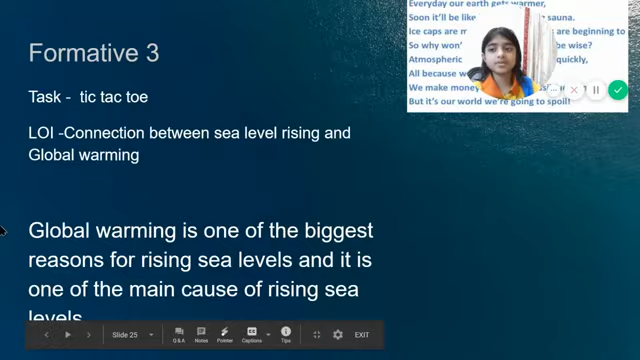 Formative 3
Task - tic tac toe
LOI -Connection between sea level rising and
Global warming
Global warming is one of the biggest
reasons for rising sea levels and it is
one of the main cause of rising sea
levels
Everyday our earth gets warmer,
Soon it'll be like sauna.
Ice caps are are beginning to
So why won' be wise?
Atmospheric quickly,
All because w
We make money
But it's our world we're going to spoil!
Slide 25
Q&A
Notes
Pointer
Captions
Tips
EXIT